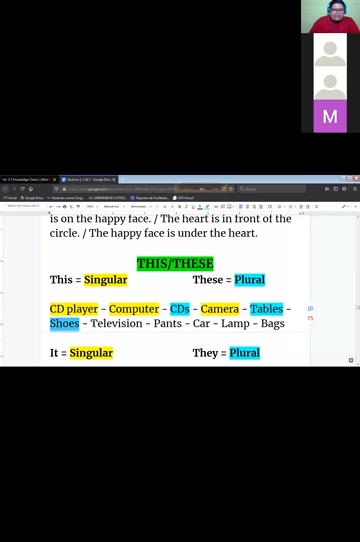 M
is on the happy face. / The heart is in front of the
circle. / The happy face is under the heart.
THIS/THESE
This = Singular These = Plural
CD player – Computer – CDs – Camera – Tables –
Shoes – Television – Pants – Car – Lamp – Bags
It = Singular They = Plural